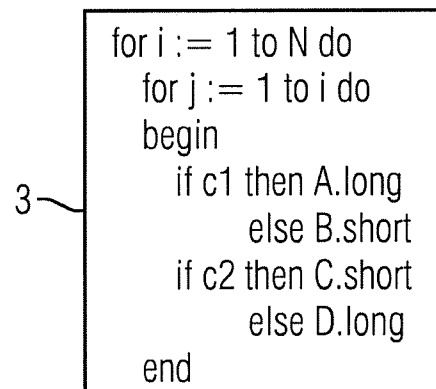 for i := 1 to N do
for j := 1 to i do
begin
if c1 then A.long
3
else B.short
if c2 then C.short
else D.long
end